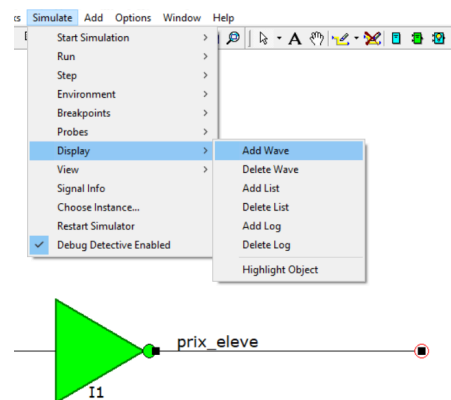 Simulate Add Options Window Help
A
Start Simulation
Run
Step
Environment
Breakpoints
Probes
Display
View
Signal Info
Choose Instance...
Restart Simulator
Debug Detective Enabled
Add Wave
Delete Wave
Add List
Delete List
Add Log
Delete Log
Highlight Object
prix_eleve
I1